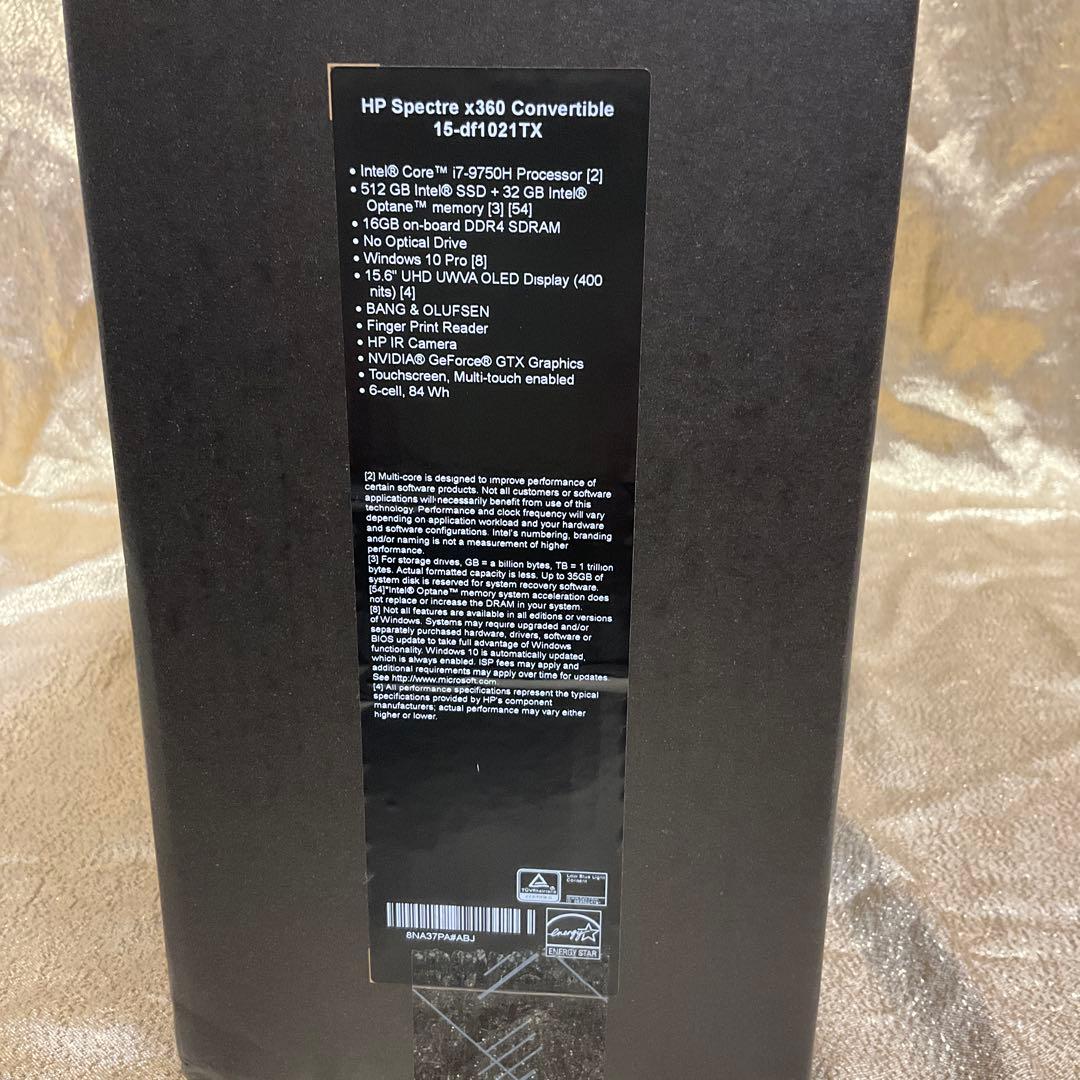 HP Spectre x360 Convertible
15-df1021TX
• Intel® Core™ i7-9750H Processor [2]
• 512 GB Intel® SSD + 32 GB Intel®
Optane™ memory [3] [54]
• 16GB on-board DDR4 SDRAM
• No Optical Drive
• Windows 10 Pro [8]
• 15.6" UHD UWVA OLED Display (400
nits) [4]
• BANG & OLUFSEN
• Finger Print Reader
• HP IR Camera
• NVIDIA® GeForce® GTX Graphics
• Touchscreen, Multi-touch enabled
• 6-cell, 84 Wh
[2] Multi-core is designed to improve performance of
certain software products. Not all customers or software
applications will necessarily benefit from use of this
technology. Performance and clock frequency will vary
depending on application workload and your hardware
and software configurations. Intel's numbering, branding
and/or naming is not a measurement of higher
performance.
[3] For storage drives, GB = a billion bytes, TB = 1 trillion
bytes. Actual formatted capacity is less. Up to 35GB of
system disk is reserved for system recovery software.
[54]"Intel® Optane™ memory system acceleration does
not replace or increase the DRAM in your system.
[8] Not all features are available in all editions or versions
of Windows. Systems may require upgraded and/or
separately purchased hardware, drivers, software or
BIOS update to take full advantage of Windows
functionality. Windows 10 is automatically updated,
which is always enabled. ISP fees may apply and
additional requirements may apply over time for updates.
See http://www.microsoft.com
[4] All performance specifications represent the typical
specifications provided by HP's component
manufacturers; actual performance may vary either
higher or lower.
TÜVRheinland
Low Blue Light
Content
8NA37PA#ABJ
energy
ENERGY STAR